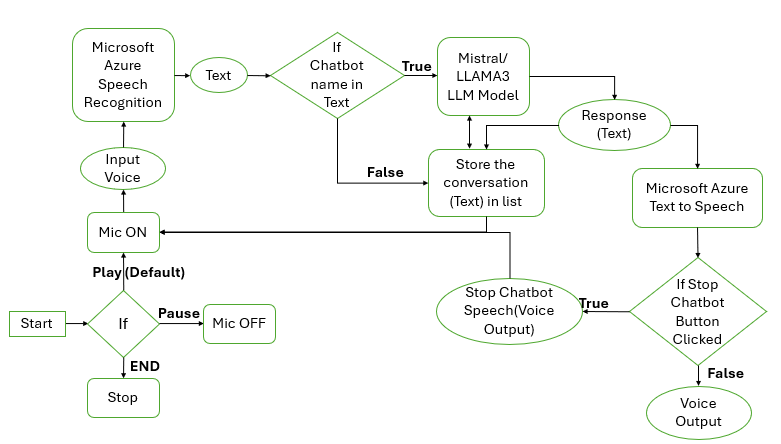 Microsoft
Azure
Speech
Recognition
Text
If
Chatbot
name in
Text
True
Mistral/
LLAMA3
LLM Model
Response
(Text)
False
Store the
conversation
(Text) in list
Input
Voice
Microsoft Azure
Text to Speech
Mic ON
Play (Default)
If Stop
Chatbot
Button
Clicked
True
Stop Chatbot
Speech(Voice
Output)
Start
If
Pause
Mic OFF
END
Stop
False
Voice
Output